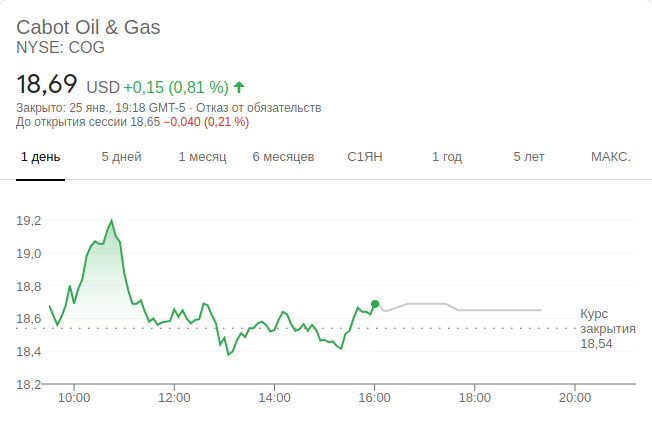 Cabot Oil & Gas
NYSE: COG
18,69 USD +0,15 (0,81 %)
Закрыто: 25 янв., 19:18 GMT-5 · Отказ от обязательств
До открытия сессии 18,65 −0,040 (0,21 %)
1 день 5 дней 1 месяц 6 месяцев С1ЯН 1 год 5 лет МАКС.
19,2
19,0
18,8
18,6
18,4
18,2
Курс
закрытия
18,54
10:00 12:00 14:00 16:00 18:00 20:00